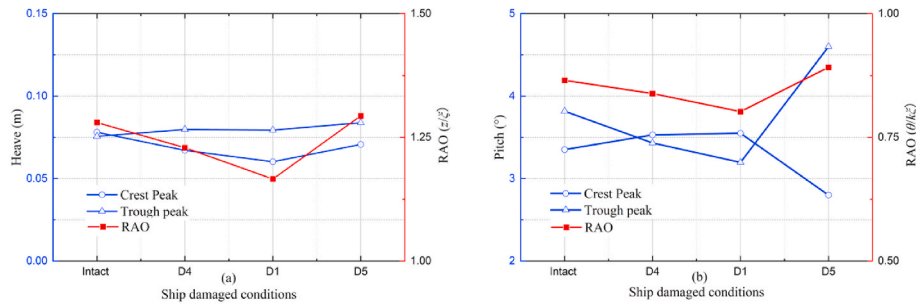 0.15
0.10
0.05
0.00
Heave (m)
1.50
1.25
1.00
RAO (z/ξ)
Crest Peak
Trough peak
RAO
Intact
D4
D1
D5
(a)
Ship damaged conditions
5
4
3
2
Pitch (°)
1.00
0.75
0.50
RAO (θ/kξ)
Crest Peak
Trough peak
RAO
Intact
D4
D1
D5
(b)
Ship damaged conditions